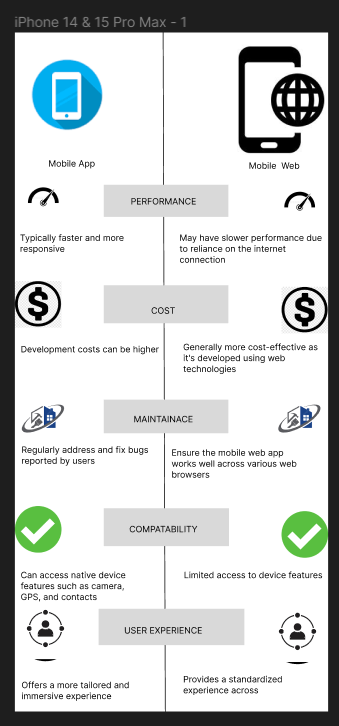 iPhone 14 & 15 Pro Max - 1
Mobile App
Mobile Web
PERFORMANCE
Typically faster and more
responsive
May have slower performance due
to reliance on the internet
connection
COST
Development costs can be higher
Generally more cost-effective as
it's developed using web
technologies
MAINTAINACE
Regularly address and fix bugs
reported by users
Ensure the mobile web app
works well across various web
browsers
COMPATABILITY
Can access native device
features such as camera,
GPS, and contacts
Limited access to device features
USER EXPERIENCE
Offers a more tailored and
immersive experience
Provides a standardized
experience across